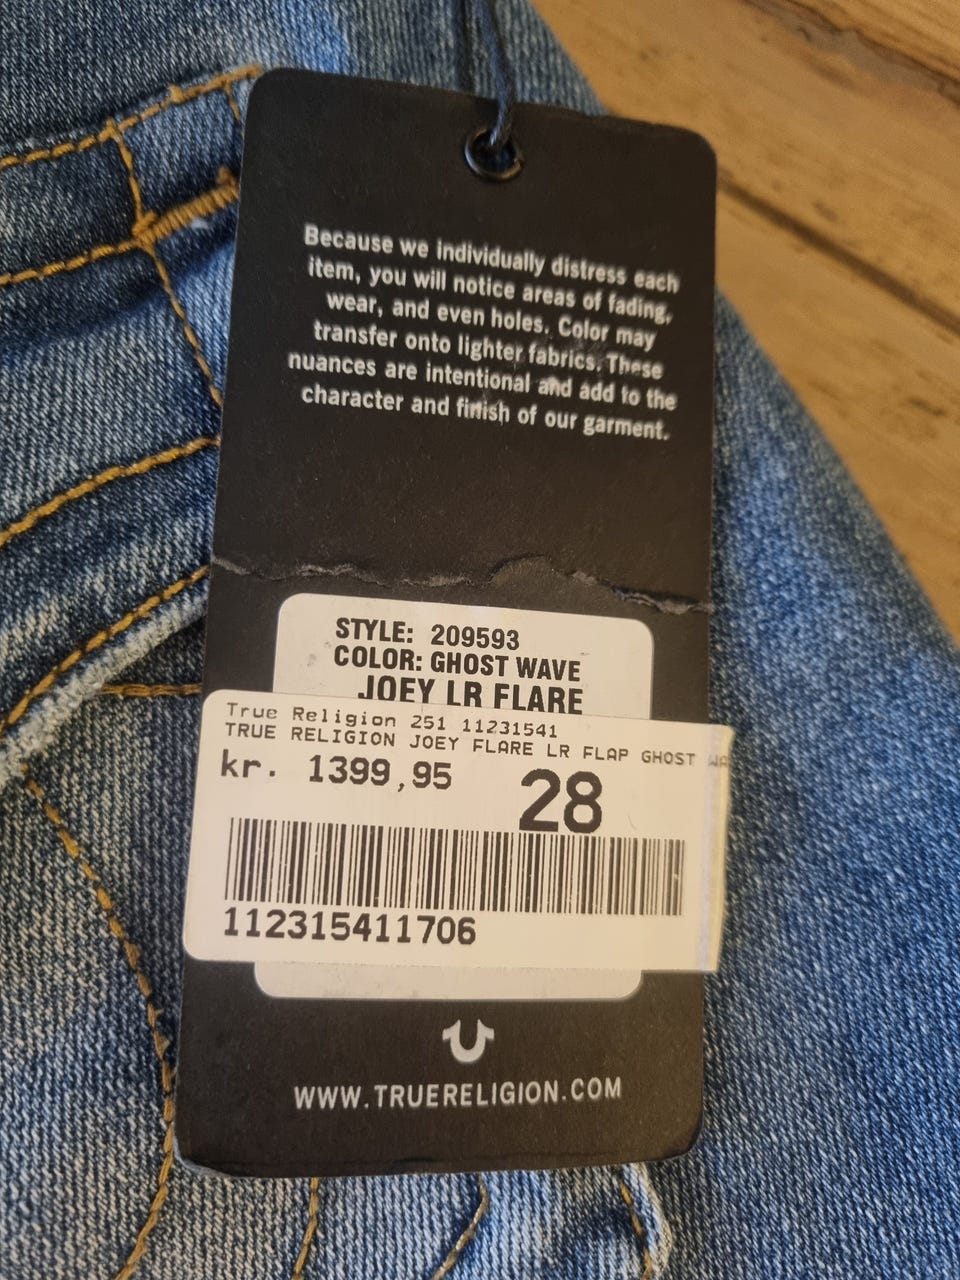 Because we individually distress each
item, you will notice areas of fading,
wear, and even holes. Color may
transfer onto lighter fabrics. These
nuances are intentional and add to the
character and finish of our garment.
STYLE: 209593
COLOR: GHOST WAVE
JOEY LR FLARE
True Religion 251 11231541
TRUE RELIGION JOEY FLARE LR FLAP GHOST WA
kr. 1399,95
28
112315411706
WWW.TRUERELIGION.COM